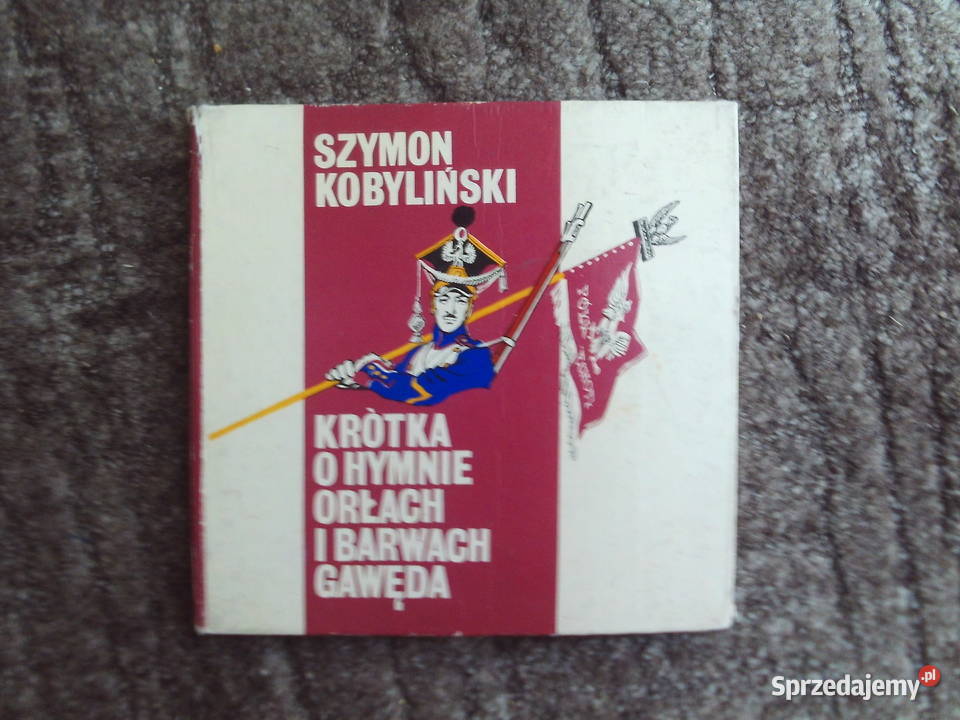 SZYMON
KOBYLIŃSKI
KRÒTKA
O HYMNIE
ORŁACH
I BARWACH
GAWĘDA
Sprzedajemy.pl